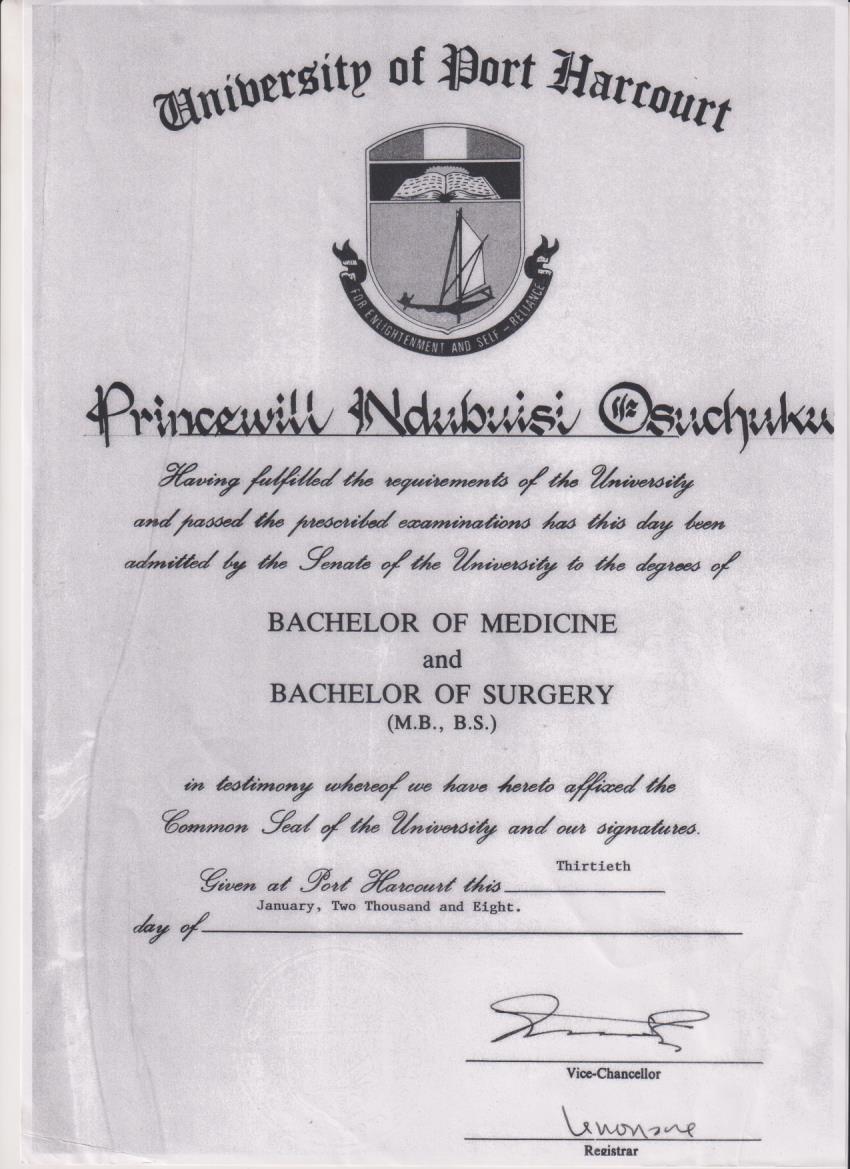 University of Port Harcourt
FOR ENLIGHTENMENT AND SELF - RELIANCE
Princewill Ndubuisi Osuchuku
Having fulfilled the requirements of the University
and passed the prescribed examinations has this day been
admitted by the Senate of the University to the degrees of
BACHELOR OF MEDICINE
and
BACHELOR OF SURGERY
(M.B., B.S.)
in testimony whereof we have hereto affixed the
Common Seal of the University and our signatures.
Given at Port Harcourt this Thirtieth
day of January, Two Thousand and Eight.
Vice-Chancellor
Registrar